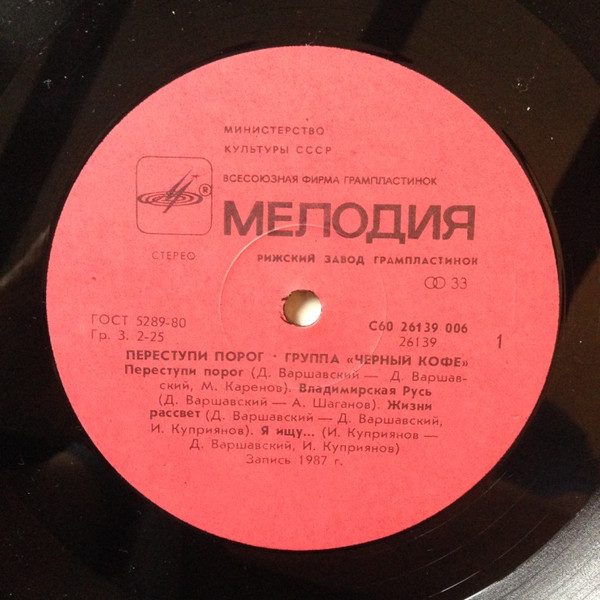 МИНИСТЕРСТВО
КУЛЬТУРЫ СССР
ВСЕСОЮЗНАЯ ФИРМА ГРАМПЛАСТИНОК
®
МЕЛОДИЯ
СТЕРЕО
РИЖСКИЙ ЗАВОД ГРАМПЛАСТИНОК
33
ГОСТ 5289-80
Гр. 3. 2-25
С60 26139 006
26139
1
ПЕРЕСТУПИ ПОРОГ · ГРУППА «ЧЕРНЫЙ КОФЕ»
Переступи порог (Д. Варшавский — Д. Варшав-
ский, М. Каренов). Владимирская Русь
(Д. Варшавский — А. Шаганов). Жизни
рассвет (Д. Варшавский — Д. Варшавский,
И. Куприянов). Я ищу... (И. Куприянов —
Д. Варшавский, И. Куприянов)
Запись 1987 г.